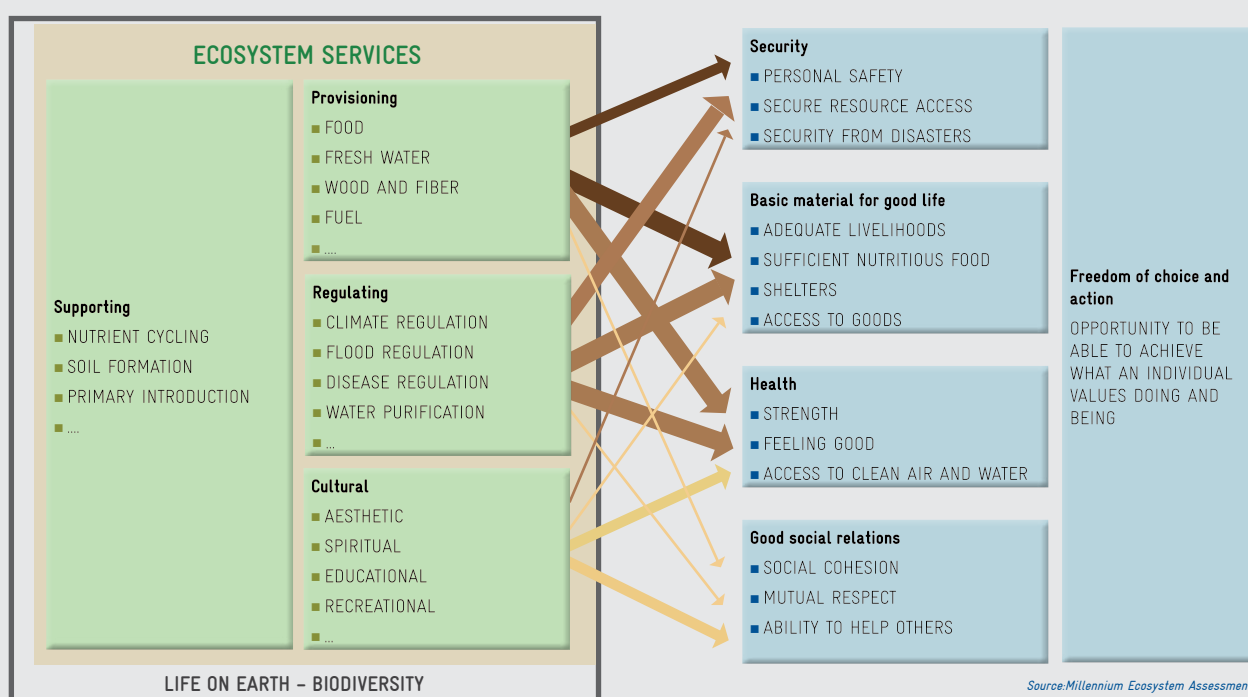 ECOSYSTEM SERVICES
Supporting
NUTRIENT CYCLING
SOIL FORMATION
PRIMARY INTRODUCTION
....
Provisioning
FOOD
FRESH WATER
WOOD AND FIBER
FUEL
....
Regulating
CLIMATE REGULATION
FLOOD REGULATION
DISEASE REGULATION
WATER PURIFICATION
...
Cultural
AESTHETIC
SPIRITUAL
EDUCATIONAL
RECREATIONAL
...
LIFE ON EARTH – BIODIVERSITY
Security
PERSONAL SAFETY
SECURE RESOURCE ACCESS
SECURITY FROM DISASTERS
Basic material for good life
ADEQUATE LIVELIHOODS
SUFFICIENT NUTRITIOUS FOOD
SHELTERS
ACCESS TO GOODS
Health
STRENGTH
FEELING GOOD
ACCESS TO CLEAN AIR AND WATER
Good social relations
SOCIAL COHESION
MUTUAL RESPECT
ABILITY TO HELP OTHERS
Freedom of choice and
action
OPPORTUNITY TO BE
ABLE TO ACHIEVE
WHAT AN INDIVIDUAL
VALUES DOING AND
BEING
Source:Millennium Ecosystem Assessmen